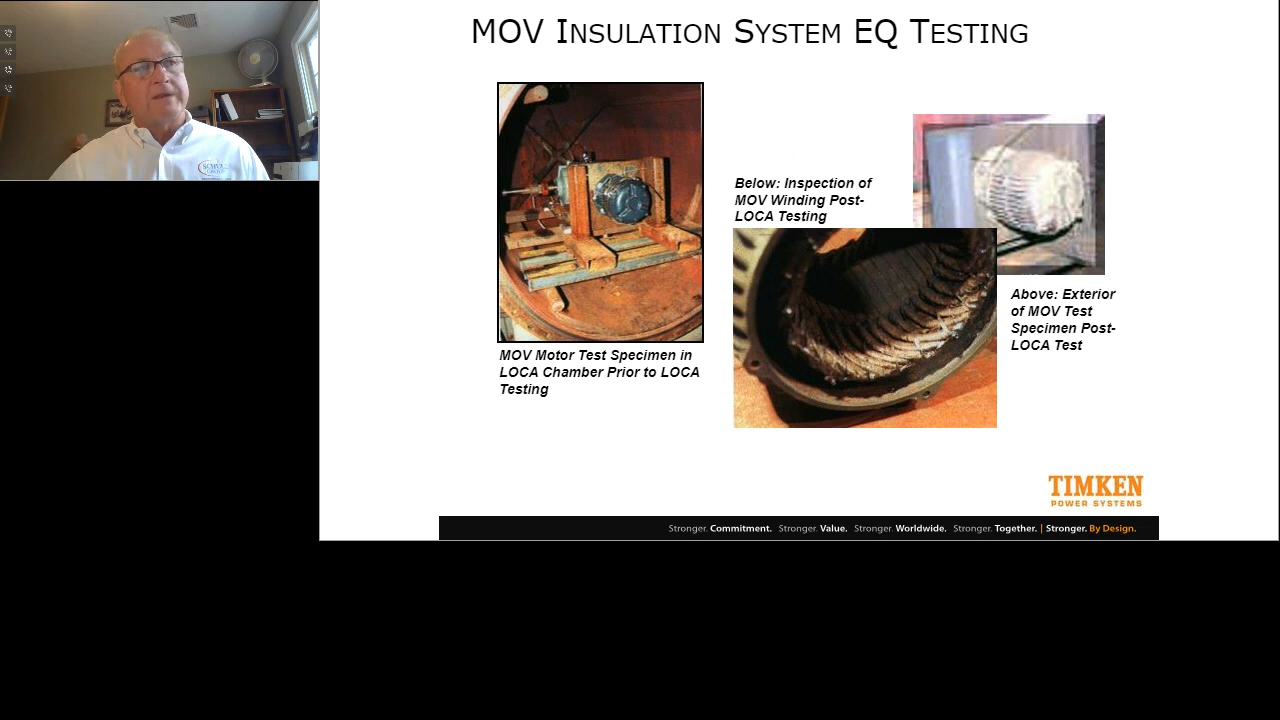 MOV INSULATION SYSTEM EQ TESTING
Below: Inspection of
MOV Winding Post-
LOCA Testing
Above: Exterior
of MOV Test
Specimen Post-
LOCA Test
MOV Motor Test Specimen in
LOCA Chamber Prior to LOCA
Testing
TIMKEN
POWER SYSTEMS
Stronger. Commitment. Stronger. Value. Stronger. Worldwide. Stronger. Together. | Stronger. By Design.